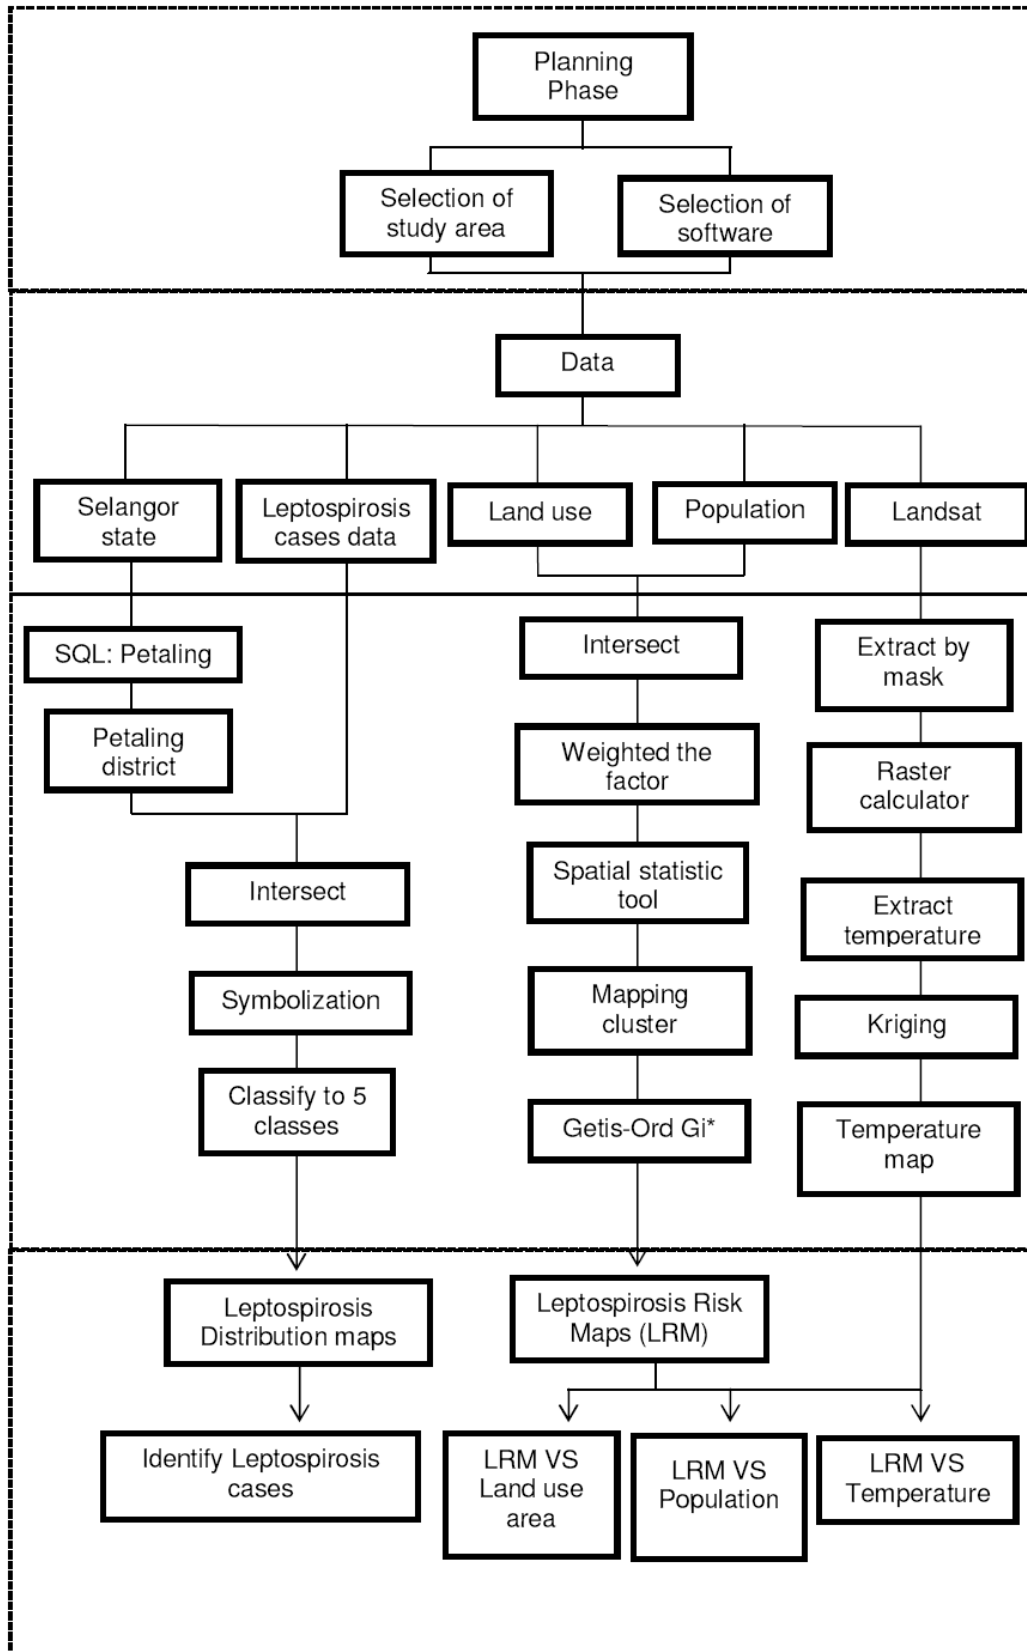 Planning
Phase
Selection of
study area
Selection of
software
Data
Selangor
state
Leptospirosis
cases data
Land use
Population
Landsat
SQL: Petaling
Petaling
district
Intersect
Symbolization
Classify to 5
classes
Intersect
Weighted the
factor
Spatial statistic
tool
Mapping
cluster
Getis-Ord Gi*
Extract by
mask
Raster
calculator
Extract
temperature
Kriging
Temperature
map
Leptospirosis
Distribution maps
Leptospirosis Risk
Maps (LRM)
Identify Leptospirosis
cases
LRM VS
Land use
area
LRM VS
Population
LRM VS
Temperature